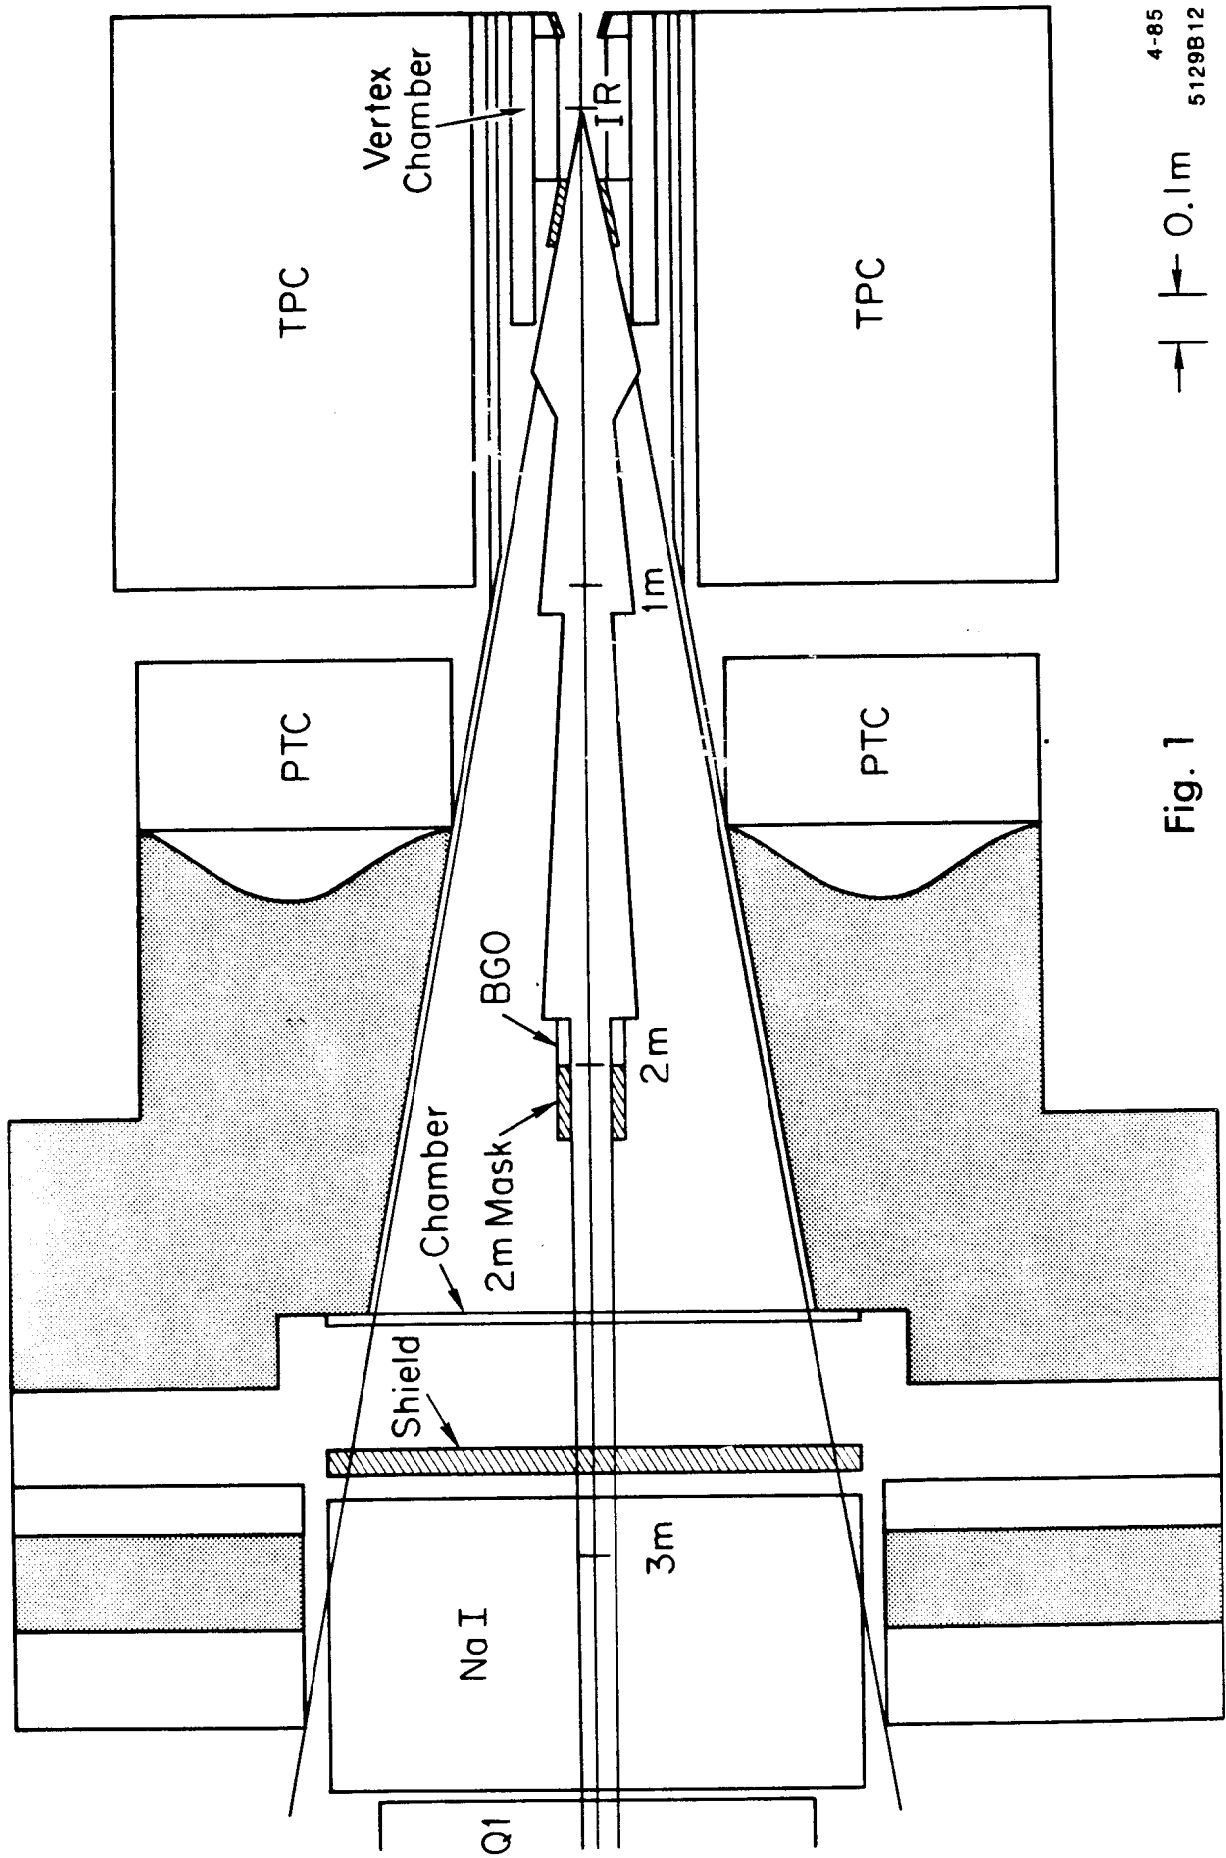 Vertex
Chamber
IR
TPC
TPC
1m
PTC
PTC
BGO
2m
2m Mask
Chamber
Shield
3m
NaI
Q1
0.1m
4-85
5129B12
Fig. 1